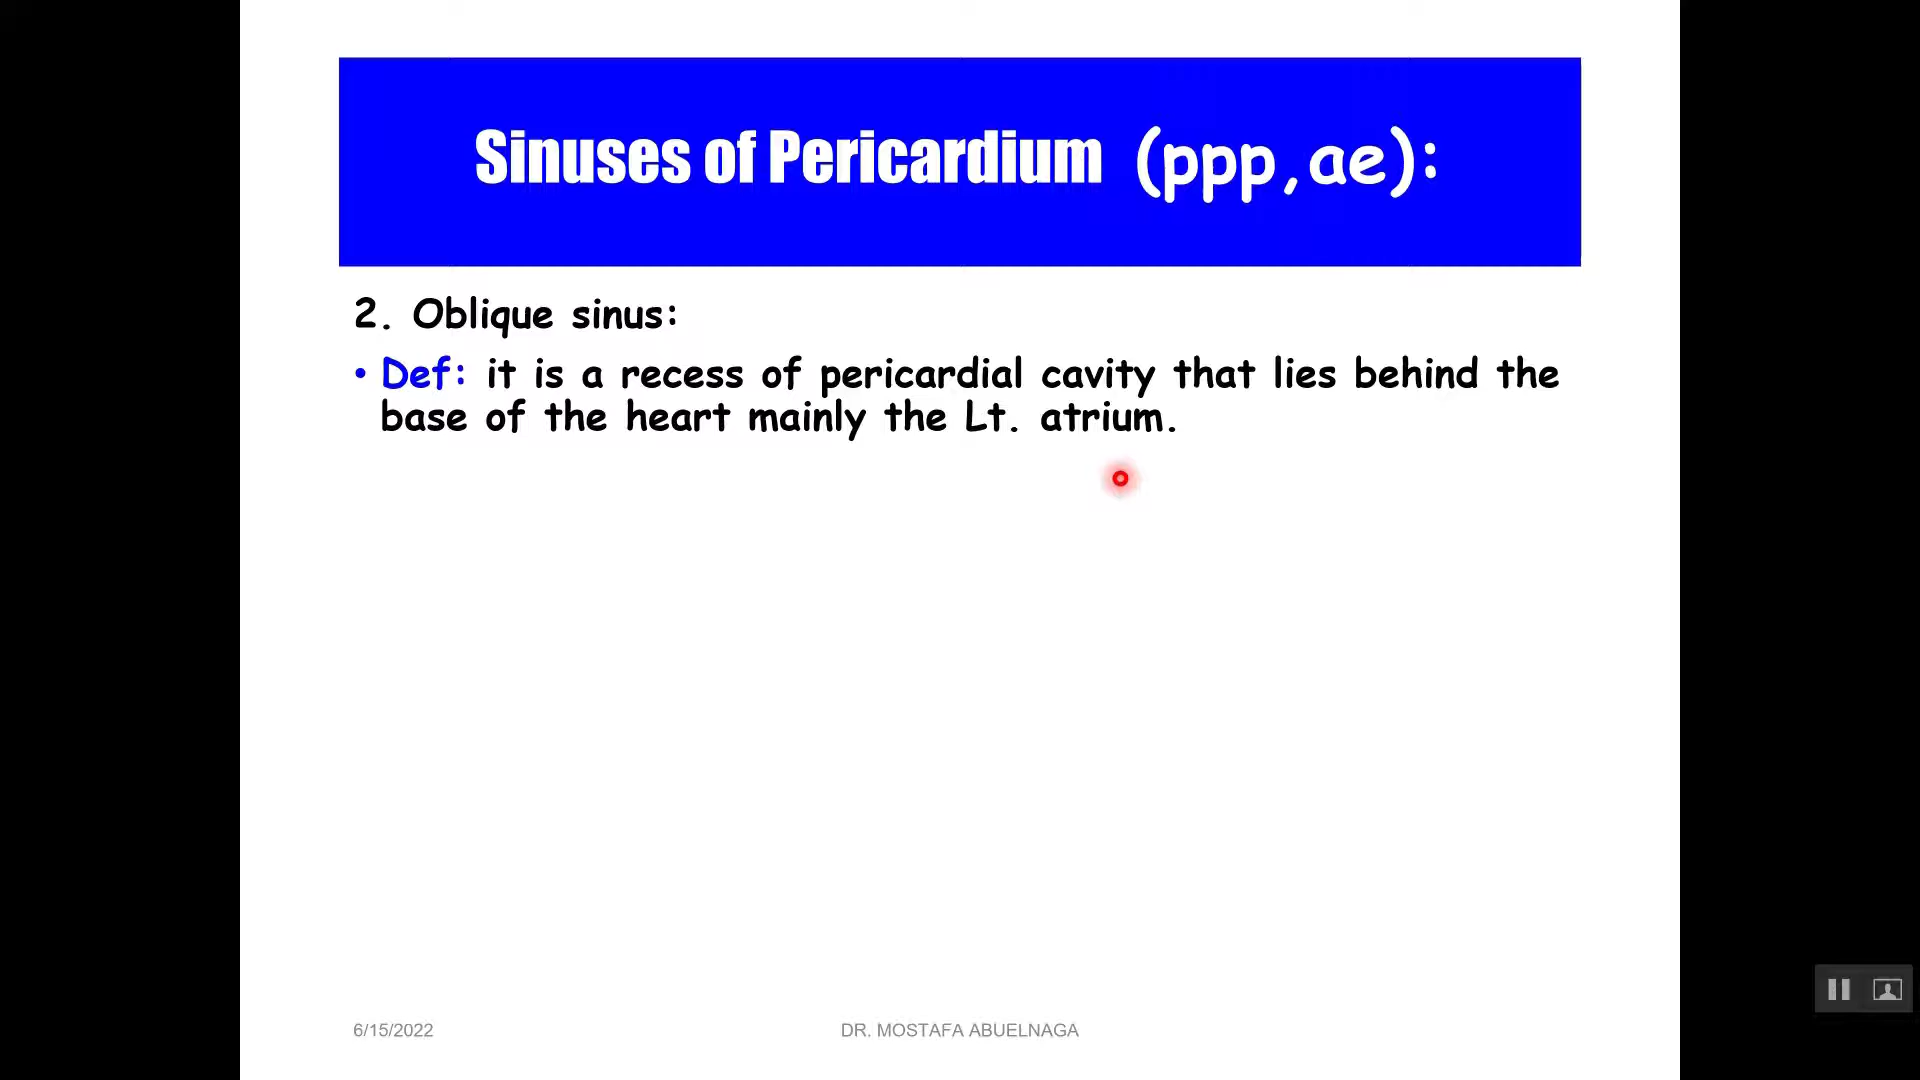 Sinuses of Pericardium (ppp,ae):
2. Oblique sinus:
• Def: it is a recess of pericardial cavity that lies behind the
base of the heart mainly the Lt. atrium.
6/15/2022
DR. MOSTAFA ABUELNAGA